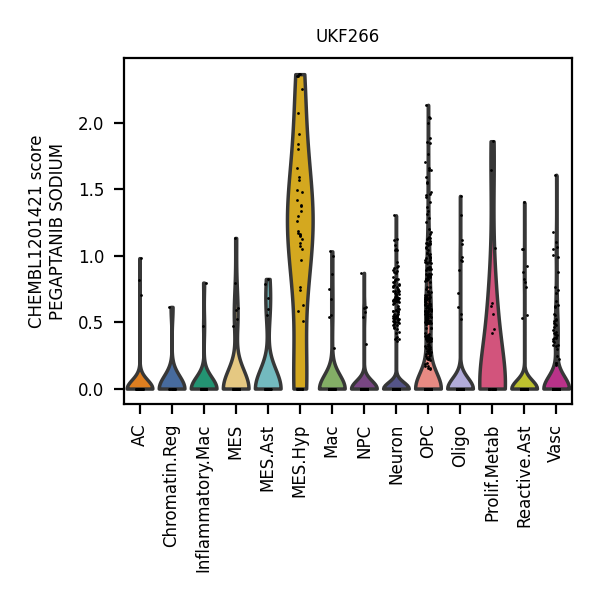 UKF266
CHEMBL1201421 score
PEGAPTANIB SODIUM
2.0
1.5
1.0
0.5
0.0
AC
Chromatin.Reg
Inflammatory.Mac
MES
MES.Ast
MES.Hyp
Mac
NPC
Neuron
OPC
Oligo
Prolif.Metab
Reactive.Ast
Vasc